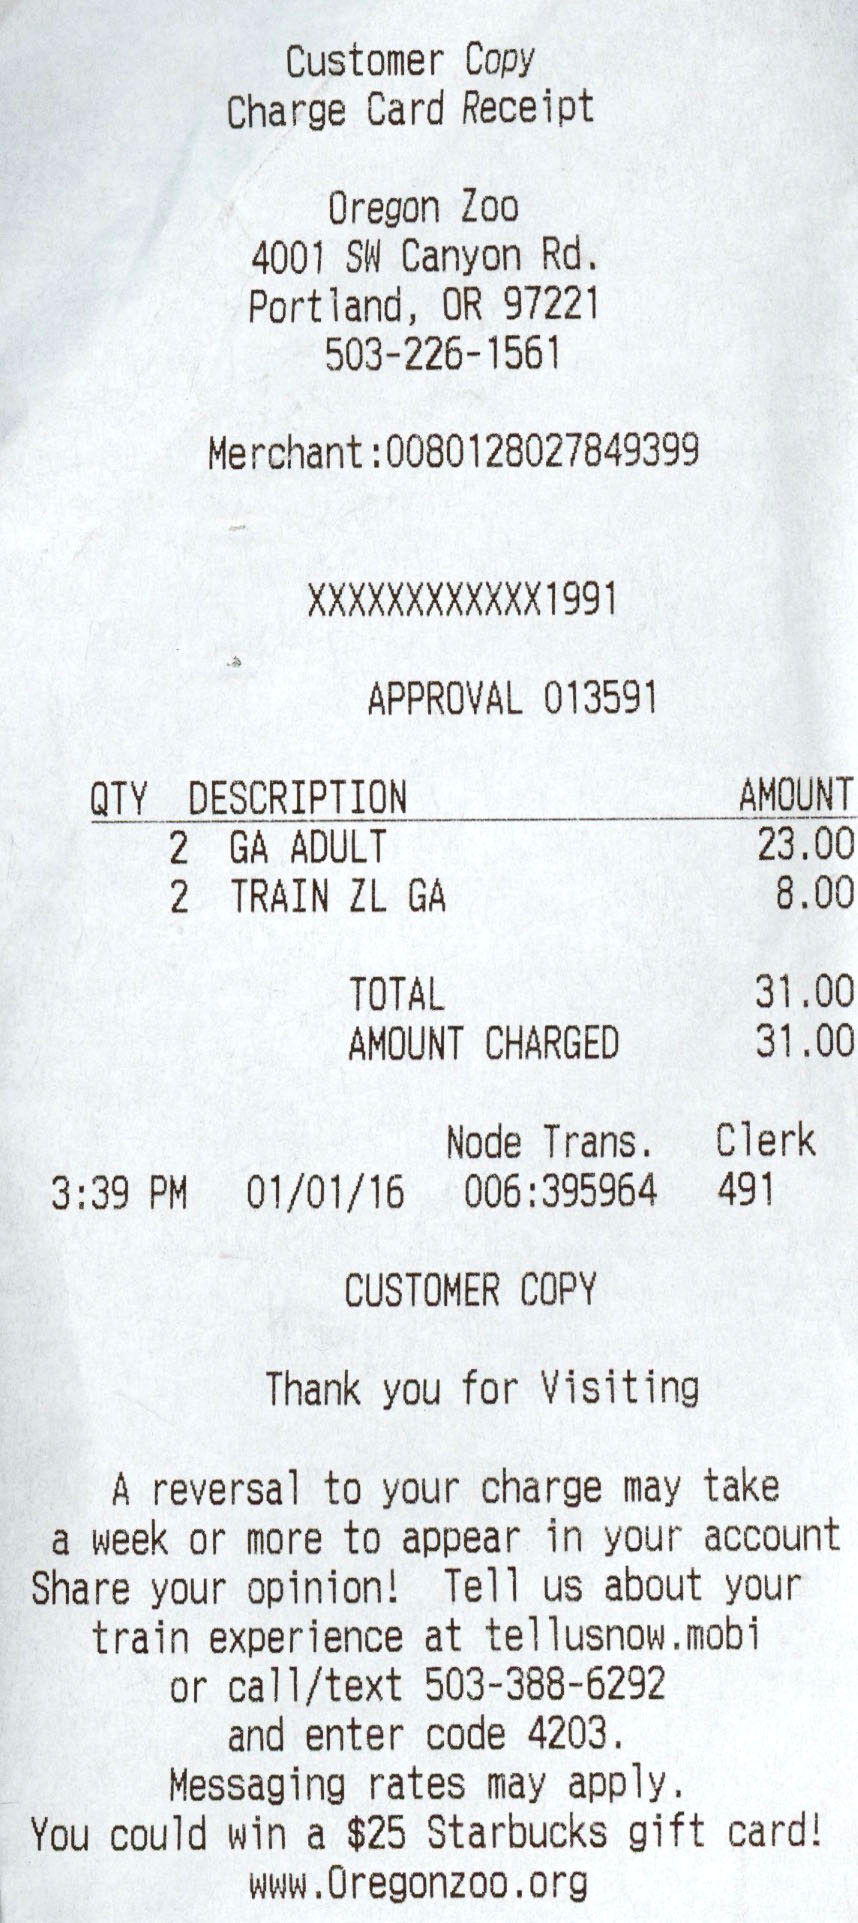 Customer Copy
Charge Card Receipt
Oregon Zoo
4001 SW Canyon Rd.
Portland, OR 97221
503-226-1561
Merchant:0080128027849399
XXXXXXXXXXXX1991
APPROVAL 013591
QTY DESCRIPTION AMOUNT
2 GA ADULT 23.00
2 TRAIN ZL GA 8.00
TOTAL 31.00
AMOUNT CHARGED 31.00
Node Trans. Clerk
3:39 PM 01/01/16 006:395964 491
CUSTOMER COPY
Thank you for Visiting
A reversal to your charge may take
a week or more to appear in your account
Share your opinion! Tell us about your
train experience at tellusnow.mobi
or call/text 503-388-6292
and enter code 4203.
Messaging rates may apply.
You could win a $25 Starbucks gift card!
www.Oregonzoo.org